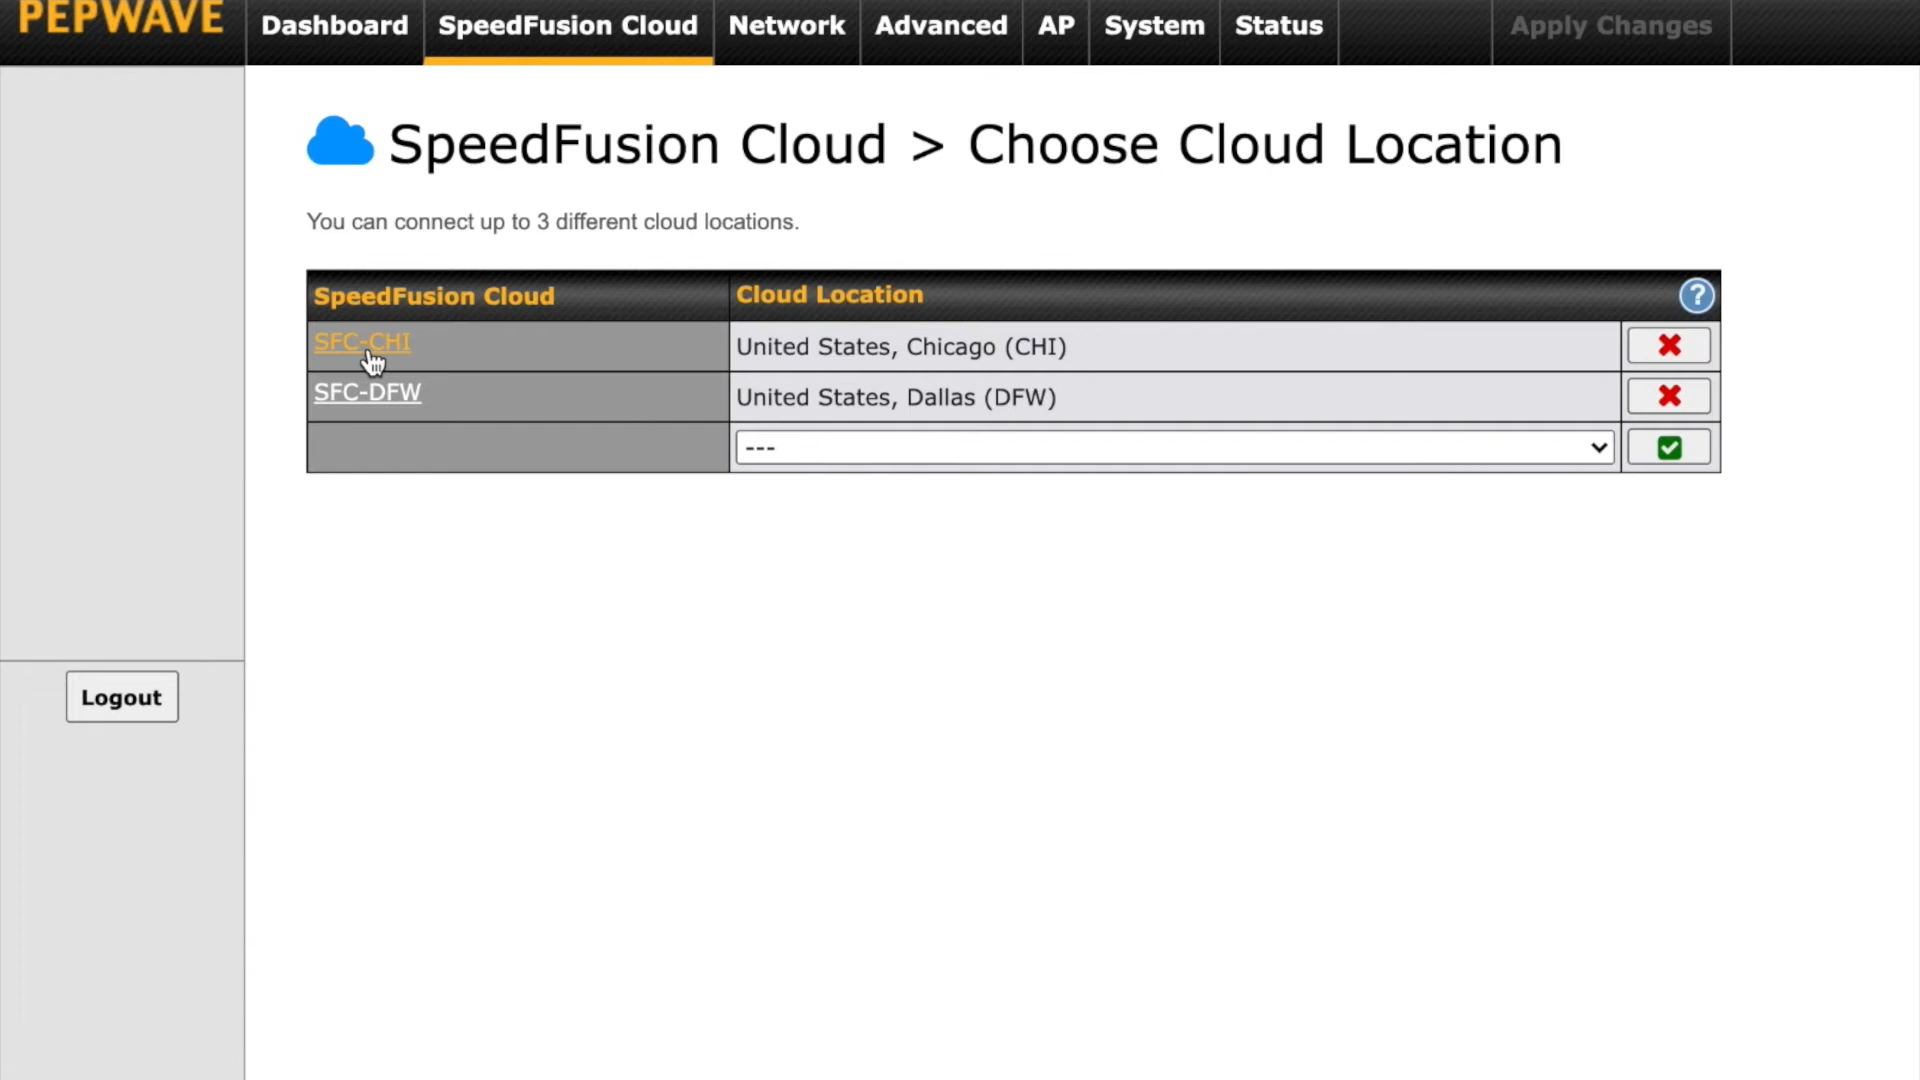 PEPWAVE
Dashboard
SpeedFusion Cloud
Network
Advanced
AP
System
Status
Apply Changes
SpeedFusion Cloud > Choose Cloud Location
You can connect up to 3 different cloud locations.
SpeedFusion Cloud
Cloud Location
?
SFC-CHI
United States, Chicago (CHI)
SFC-DFW
United States, Dallas (DFW)
---
Logout